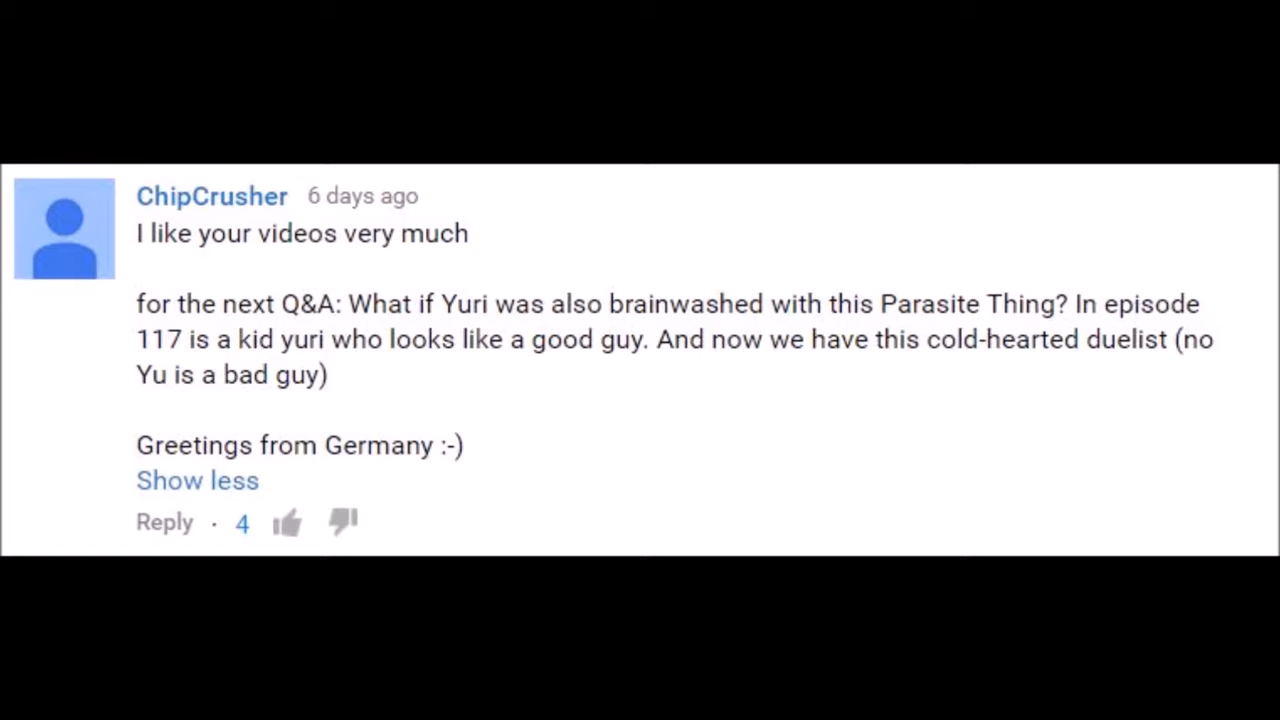 ChipCrusher 6 days ago
I like your videos very much
for the next Q&A: What if Yuri was also brainwashed with this Parasite Thing? In episode
117 is a kid yuri who looks like a good guy. And now we have this cold-hearted duelist (no
Yu is a bad guy)
Greetings from Germany :-)
Show less
Reply · 4